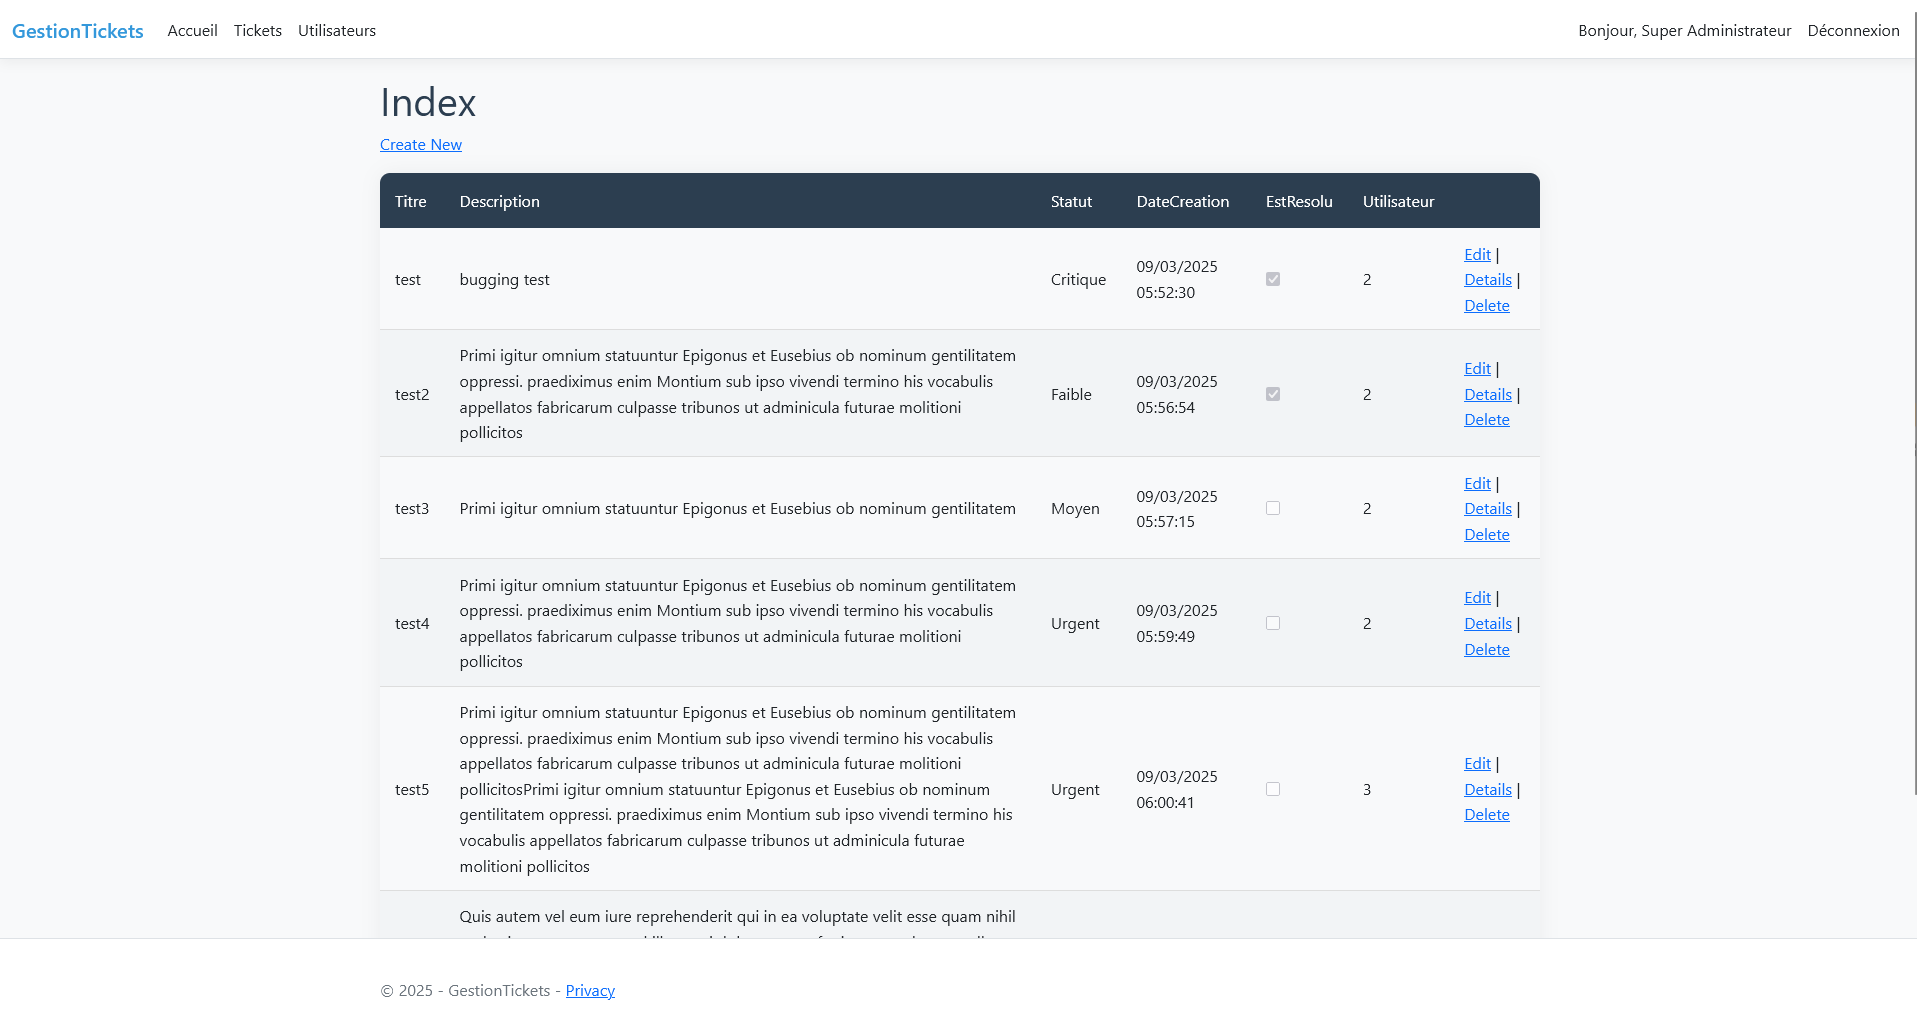 GestionTickets Accueil Tickets Utilisateurs Bonjour, Super Administrateur Déconnexion
Index
Create New
Titre Description Statut DateCreation EstResolu Utilisateur
test bugging test Critique 09/03/2025 05:52:30 2 Edit | Details | Delete
test2
Primi igitur omnium statuuntur Epigonus et Eusebius ob nominum gentilitatem
oppressi. praediximus enim Montium sub ipso vivendi termino his vocabulis
appellatos fabricarum culpasse tribunos ut adminicula futurae molitioni
pollicitos
Faible
09/03/2025
05:56:54
2
Edit |
Details |
Delete
test3
Primi igitur omnium statuuntur Epigonus et Eusebius ob nominum gentilitatem
Moyen
09/03/2025
05:57:15
2
Edit |
Details |
Delete
test4
Primi igitur omnium statuuntur Epigonus et Eusebius ob nominum gentilitatem
oppressi. praediximus enim Montium sub ipso vivendi termino his vocabulis
appellatos fabricarum culpasse tribunos ut adminicula futurae molitioni
pollicitos
Urgent
09/03/2025
05:59:49
2
Edit |
Details |
Delete
test5
Primi igitur omnium statuuntur Epigonus et Eusebius ob nominum gentilitatem
oppressi. praediximus enim Montium sub ipso vivendi termino his vocabulis
appellatos fabricarum culpasse tribunos ut adminicula futurae molitioni
pollicitosPrimi igitur omnium statuuntur Epigonus et Eusebius ob nominum
gentilitatem oppressi. praediximus enim Montium sub ipso vivendi termino his
vocabulis appellatos fabricarum culpasse tribunos ut adminicula futurae
molitioni pollicitos
Urgent
09/03/2025
06:00:41
3
Edit |
Details |
Delete
Quis autem vel eum iure reprehenderit qui in ea voluptate velit esse quam nihil
© 2025 - GestionTickets - Privacy